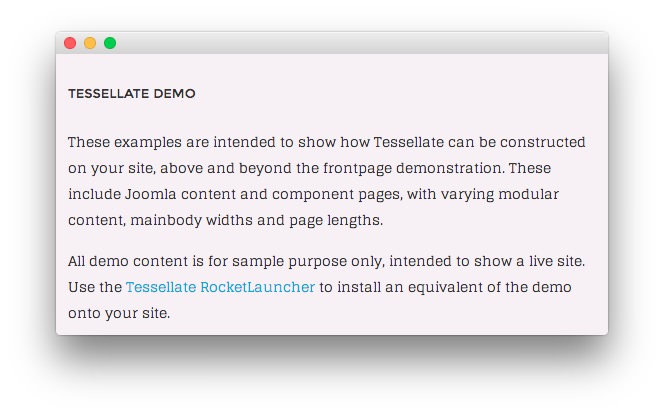 TESSELLATE DEMO
These examples are intended to show how Tessellate can be constructed
on your site, above and beyond the frontpage demonstration. These
include Joomla content and component pages, with varying modular
content, mainbody widths and page lengths.
All demo content is for sample purpose only, intended to show a live site.
Use the Tessellate RocketLauncher to install an equivalent of the demo
onto your site.